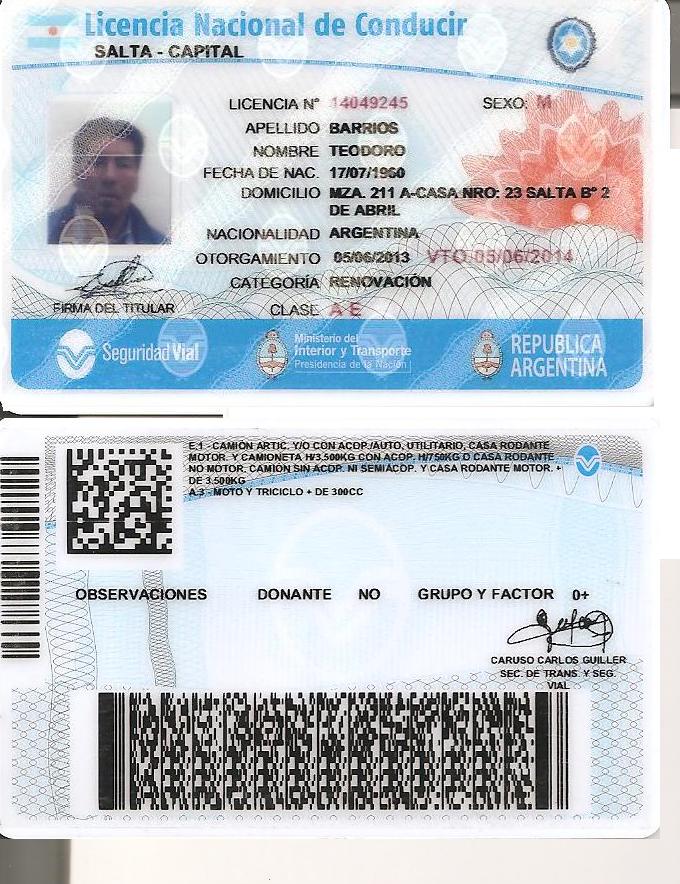 Licencia Nacional de Conducir
SALTA - CAPITAL
LICENCIA Nº 14049245 SEXO: M
APELLIDO BARRIOS
NOMBRE TEODORO
FECHA DE NAC. 17/07/1960
DOMICILIO MZA. 211 A-CASA NRO: 23 SALTA Bº 2
DE ABRIL
NACIONALIDAD ARGENTINA
OTORGAMIENTO 05/06/2013 VTO 05/06/2014
CATEGORÍA RENOVACIÓN
FIRMA DEL TITULAR CLASE A E
Seguridad Vial
Ministerio del
Interior y Transporte
Presidencia de la Nación
REPUBLICA
ARGENTINA
E.1 - CAMIÓN ARTIC. Y/O CON ACOP./AUTO, UTILITARIO, CASA RODANTE
MOTOR. Y CAMIONETA H/3.500KG CON ACOP. H/750KG O CASA RODANTE
NO MOTOR. CAMION SIN ACOP. NI SEMIACOP. Y CASA RODANTE MOTOR. +
DE 3.500KG
A.3 - MOTO Y TRICICLO + DE 300CC
OBSERVACIONES DONANTE NO GRUPO Y FACTOR 0+
CARUSO CARLOS GUILLER
SEC. DE TRANS. Y SEG.
VIAL